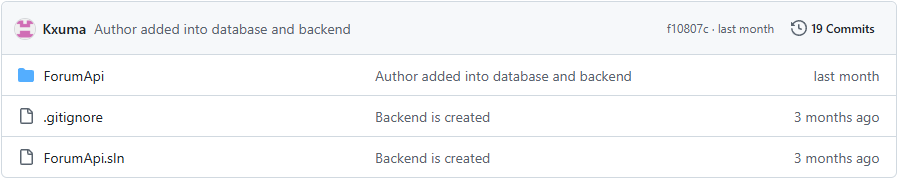 Kxuma Author added into database and backend f10807c · last month 19 Commits
ForumApi Author added into database and backend last month
.gitignore Backend is created 3 months ago
ForumApi.sln Backend is created 3 months ago